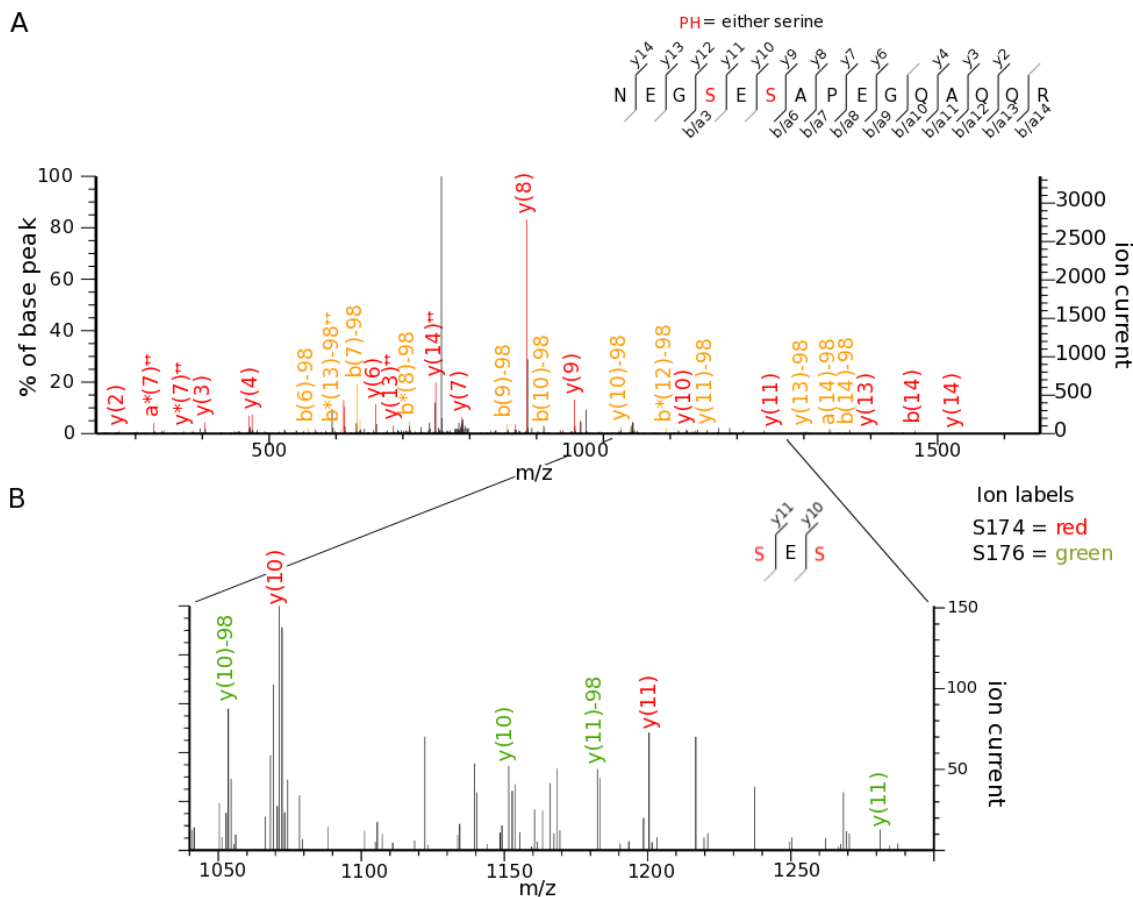 A
PH = either serine
y14 y13 y12 y11 y10 y9 y8 y7 y6 y4 y3 y2
N E G S E S A P E G Q A Q Q R
b/a3 b/a6 b/a7 b/a8 b/a9 b/a10 b/a11 b/a12 b/a13 b/a14
% of base peak
100
80
60
40
20
0
y(2)
a*(7)++
y*(7)++
y(3)
y(4)
b(6)-98
b*(13)-98++
b(7)-98
y(6)
y(13)++
b*(8)-98
y(14)++
y(7)
b(9)-98
y(8)
b(10)-98
y(9)
y(10)-98
b*(12)-98
y(10)
y(11)-98
y(11)
y(13)-98
a(14)-98
b(14)-98
y(13)
b(14)
y(14)
3000
2500
2000
1500
1000
500
0
ion current
500 1000 1500
m/z
B
y11 y10
S E S
Ion labels
S174 = red
S176 = green
y(10)-98
y(10)
y(10)
y(11)-98
y(11)
y(11)
150
100
50
ion current
1050 1100 1150 1200 1250
m/z